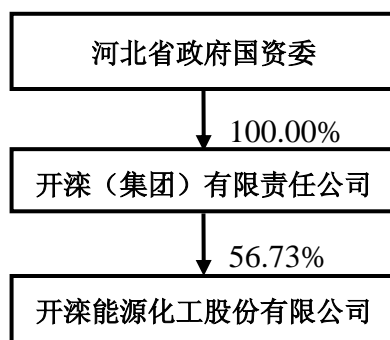 河北省政府国资委
100.00%
开滦（集团）有限责任公司
56.73%
开滦能源化工股份有限公司